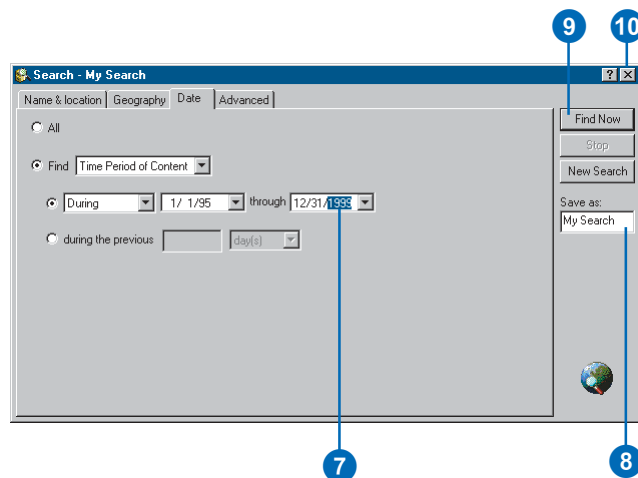 9 10
Search - My Search ? X
Name & location Geography Date Advanced
All
Find Time Period of Content
During 1/ 1/95 through 12/31/1999
during the previous day(s)
Find Now
Stop
New Search
Save as:
My Search
7 8